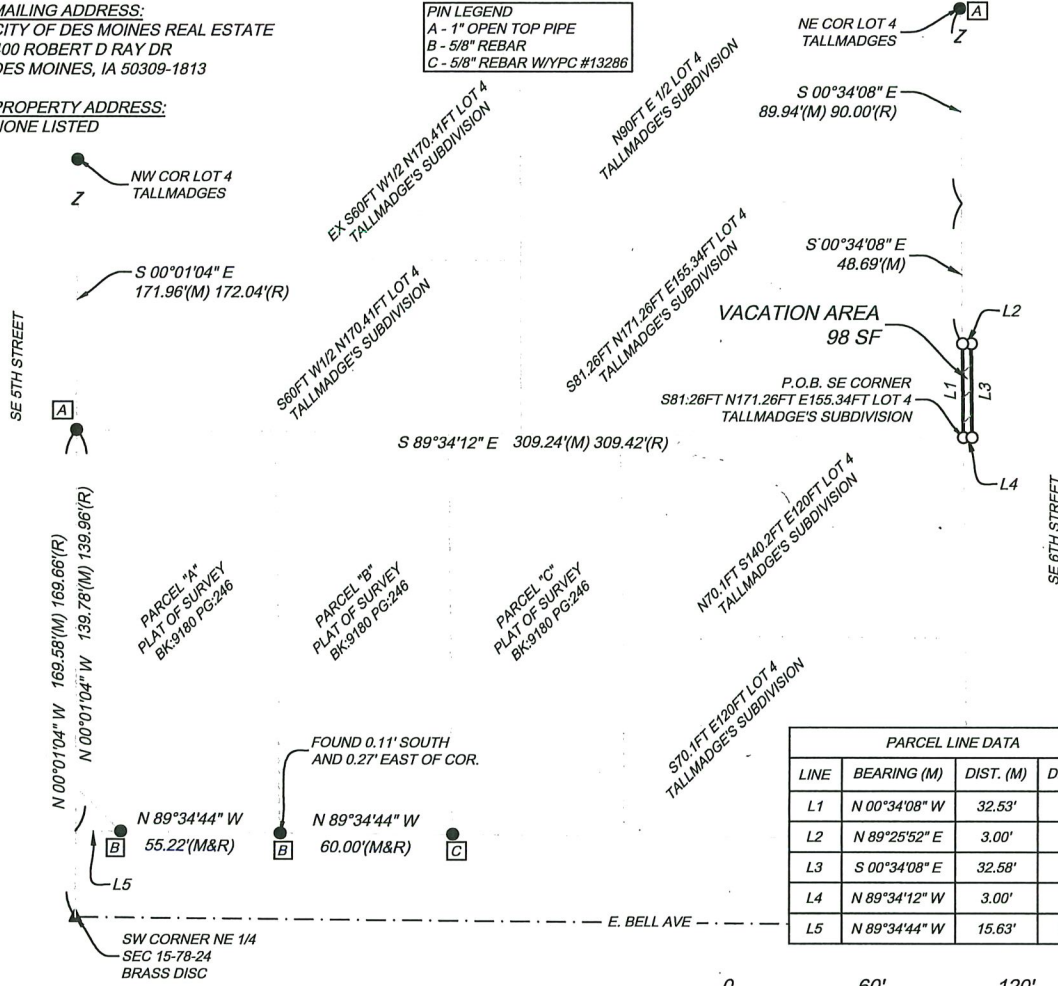 MAILING ADDRESS:
CITY OF DES MOINES REAL ESTATE
400 ROBERT D RAY DR
DES MOINES, IA 50309-1813
PROPERTY ADDRESS:
NONE LISTED
PIN LEGEND
A - 1" OPEN TOP PIPE
B - 5/8" REBAR
C - 5/8" REBAR W/YPC #13286
NE COR LOT 4
TALLMADGES
A
Z
S 00°34'08" E
89.94'(M) 90.00'(R)
NW COR LOT 4
TALLMADGES
Z
EX S60FT W1/2 N170.41FT LOT 4
TALLMADGE'S SUBDIVISION
N90FT E 1/2 LOT 4
TALLMADGE'S SUBDIVISION
S 00°01'04" E
171.96'(M) 172.04'(R)
S 00°34'08" E
48.69'(M)
SE 5TH STREET
S60FT W1/2 N170.41FT LOT 4
TALLMADGE'S SUBDIVISION
S81.26FT N171.26FT E155.34FT LOT 4
TALLMADGE'S SUBDIVISION
VACATION AREA
98 SF
L2
L1
L3
P.O.B. SE CORNER
S81.26FT N171.26FT E155.34FT LOT 4
TALLMADGE'S SUBDIVISION
A
S 89°34'12" E 309.24'(M) 309.42'(R)
L4
SE 6TH STREET
N 00°01'04" W 169.58'(M) 169.66'(R)
N 00°01'04" W 139.78'(M) 139.96'(R)
PARCEL "A"
PLAT OF SURVEY
BK:9180 PG:246
PARCEL "B"
PLAT OF SURVEY
BK:9180 PG:246
PARCEL "C"
PLAT OF SURVEY
BK:9180 PG:246
N70.1FT S140.2FT E120FT LOT 4
TALLMADGE'S SUBDIVISION
S70.1FT E120FT LOT 4
TALLMADGE'S SUBDIVISION
FOUND 0.11' SOUTH
AND 0.27' EAST OF COR.
N 89°34'44" W
55.22'(M&R)
N 89°34'44" W
60.00'(M&R)
B
B
C
L5
E. BELL AVE
SW CORNER NE 1/4
SEC 15-78-24
BRASS DISC
PARCEL LINE DATA
LINE BEARING (M) DIST. (M) D
L1 N 00°34'08" W 32.53'
L2 N 89°25'52" E 3.00'
L3 S 00°34'08" E 32.58'
L4 N 89°34'12" W 3.00'
L5 N 89°34'44" W 15.63'
0 60' 120'